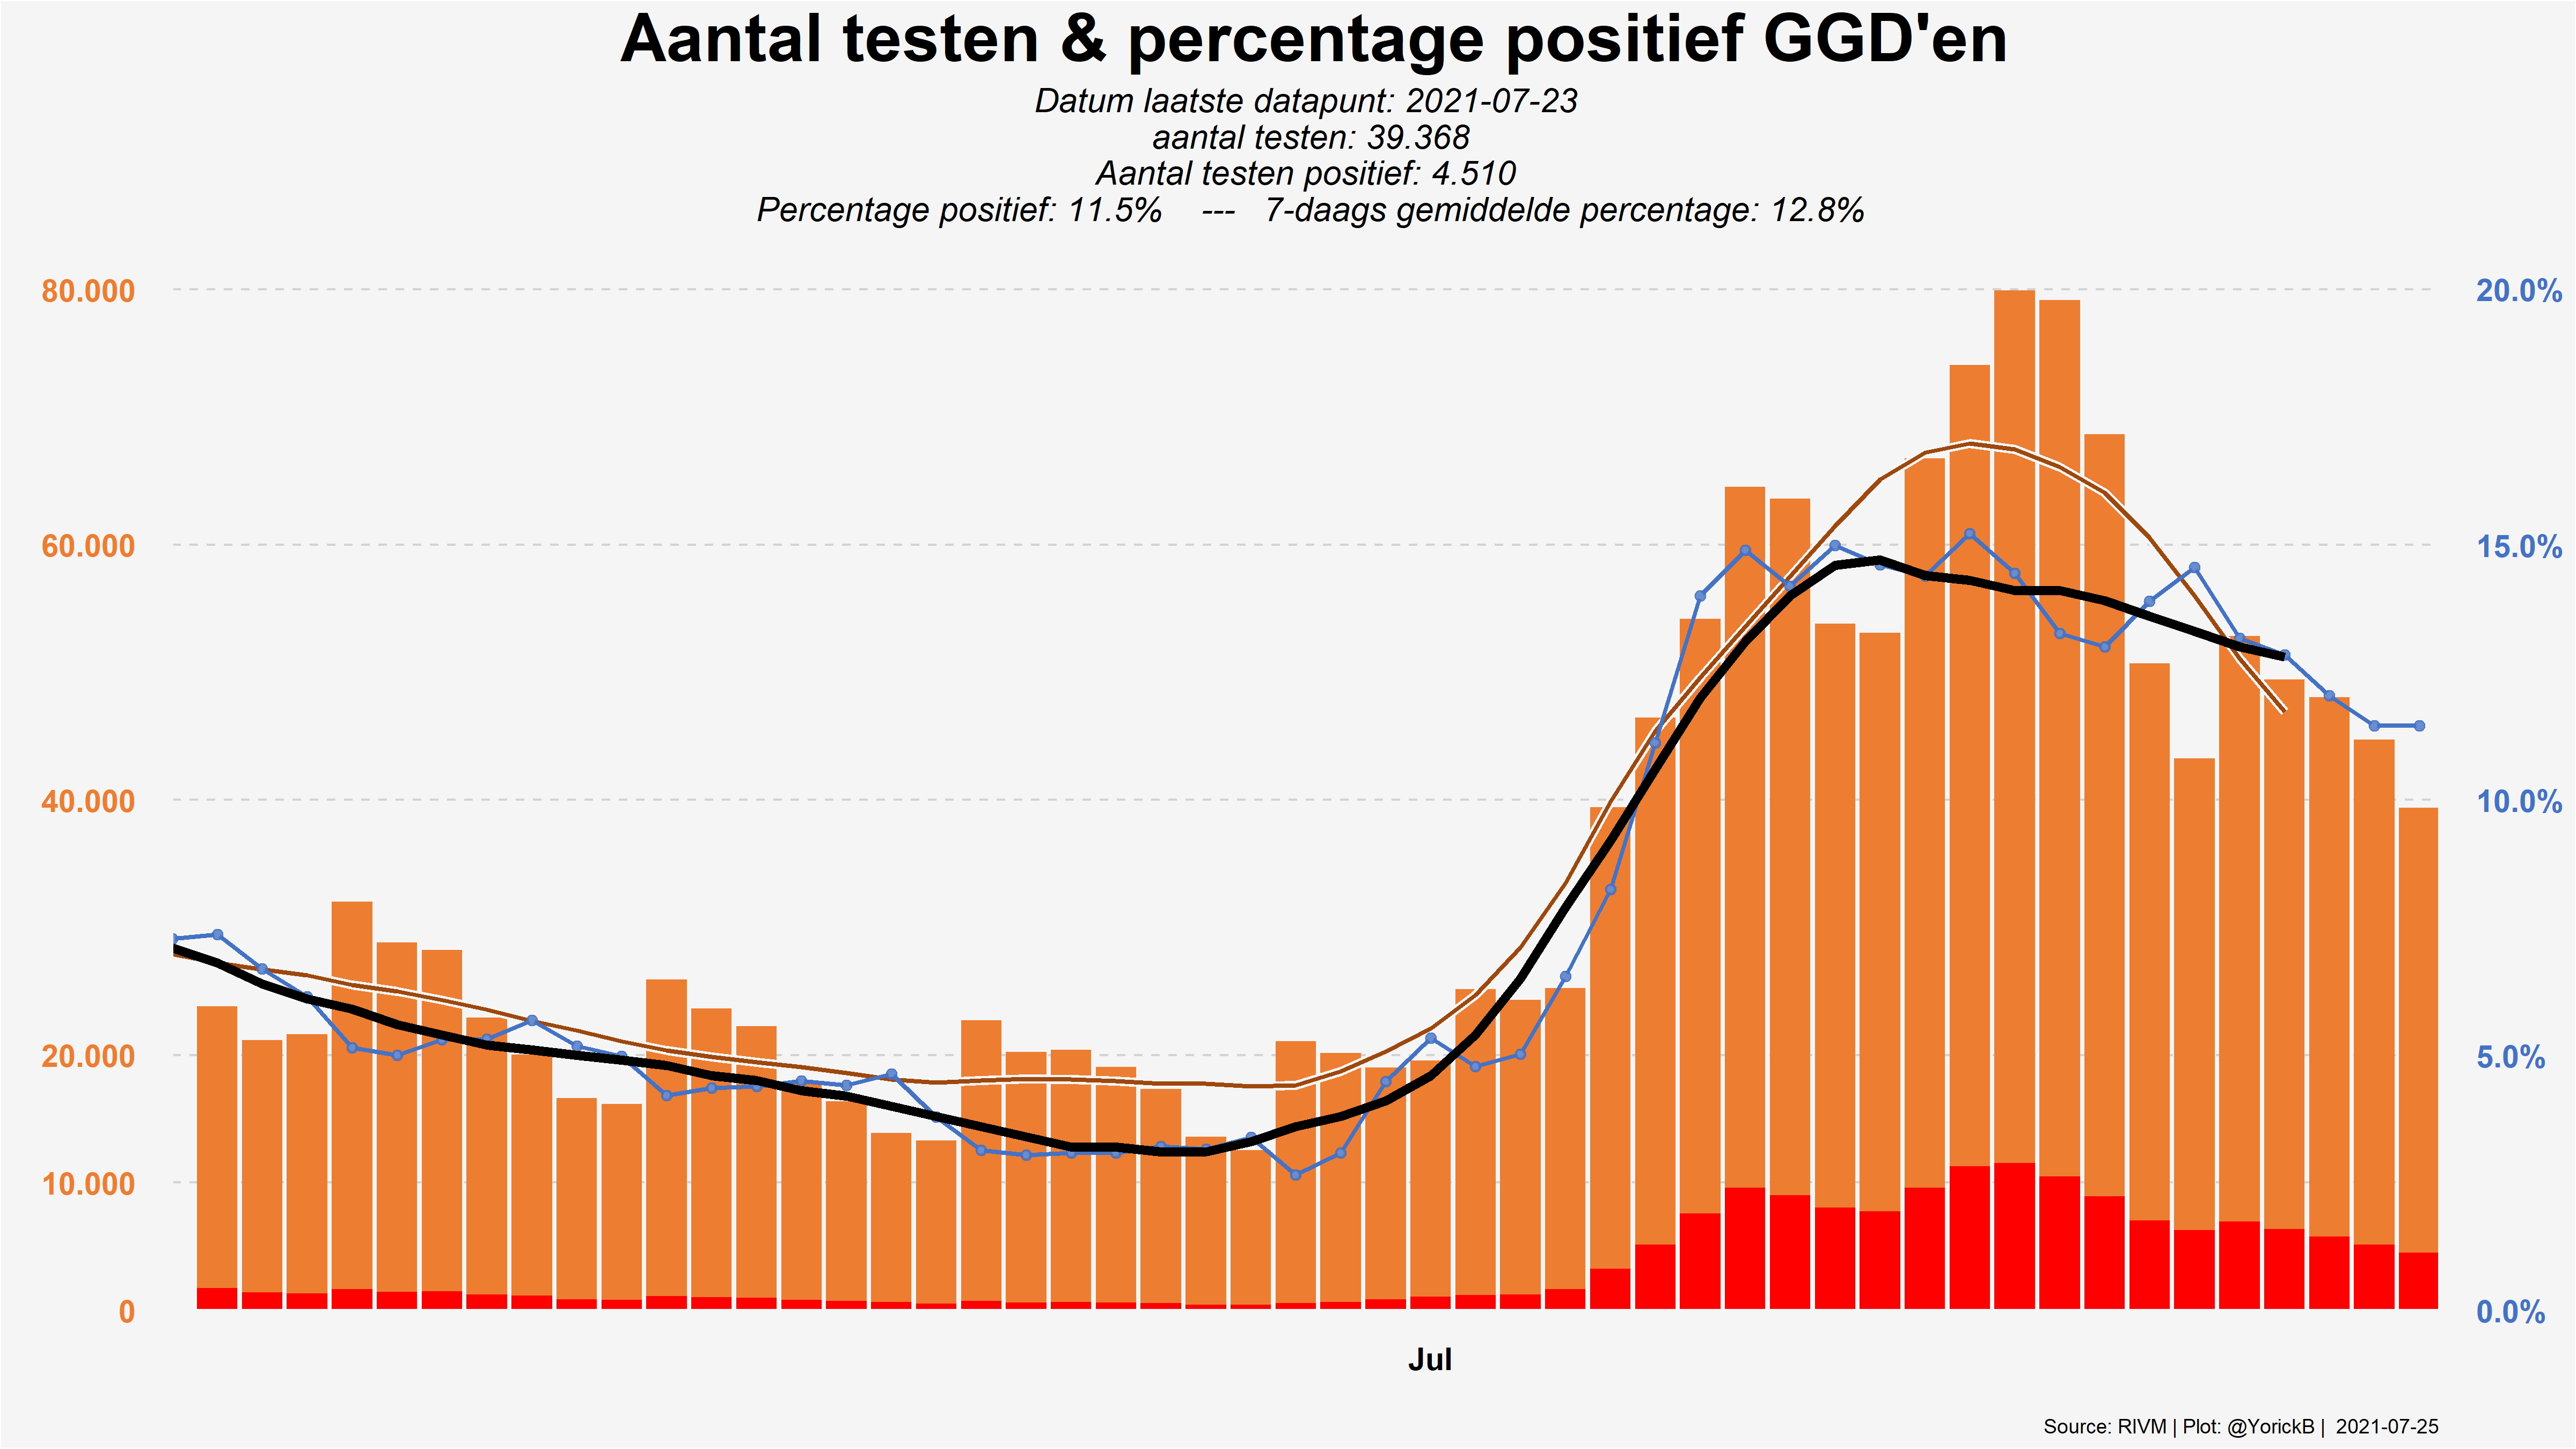 Aantal testen & percentage positief GGD'en
Datum laatste datapunt: 2021-07-23
aantal testen: 39.368
Aantal testen positief: 4.510
Percentage positief: 11.5% --- 7-daags gemiddelde percentage: 12.8%
80.000
20.0%
60.000
15.0%
40.000
10.0%
20.000
5.0%
10.000
0
0.0%
Jul
Source: RIVM | Plot: @YorickB | 2021-07-25